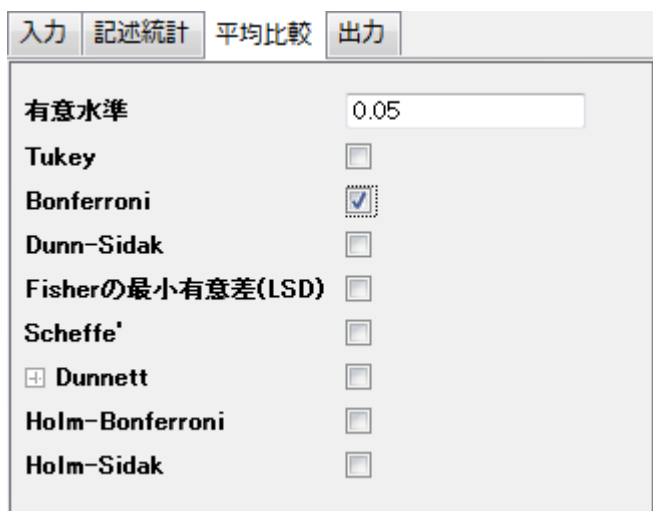 入力 記述統計 平均比較 出力
有意水準 0.05
Tukey
Bonferroni
Dunn-Sidak
Fisherの最小有意差(LSD)
Scheffe'
Dunnett
Holm-Bonferroni
Holm-Sidak